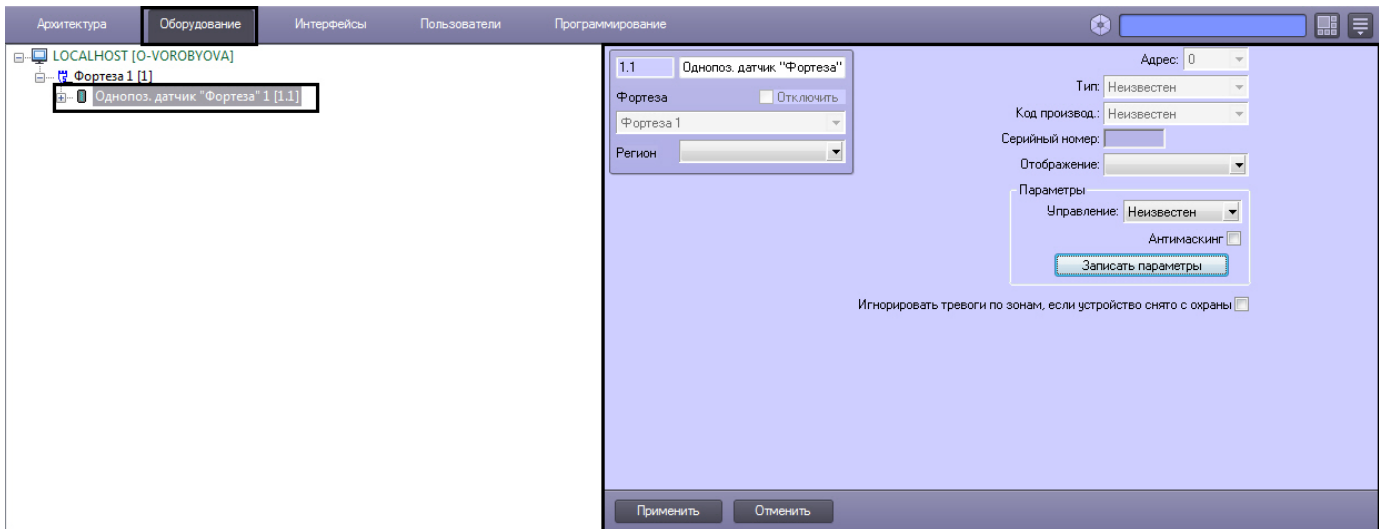 Архитектура Оборудование Интерфейсы Пользователи Программирование
LOCALHOST [O-VOROBYOVA]
Фортеза 1 [1]
Однопоз. датчик "Фортеза" 1 [1.1]
1.1 Однопоз. датчик "Фортеза"
Фортеза Отключить
Фортеза 1
Регион
Адрес: 0
Тип: Неизвестен
Код производ.: Неизвестен
Серийный номер:
Отображение:
Параметры
Управление: Неизвестен
Антимаскинг
Записать параметры
Игнорировать тревоги по зонам, если устройство снято с охраны
Применить Отменить